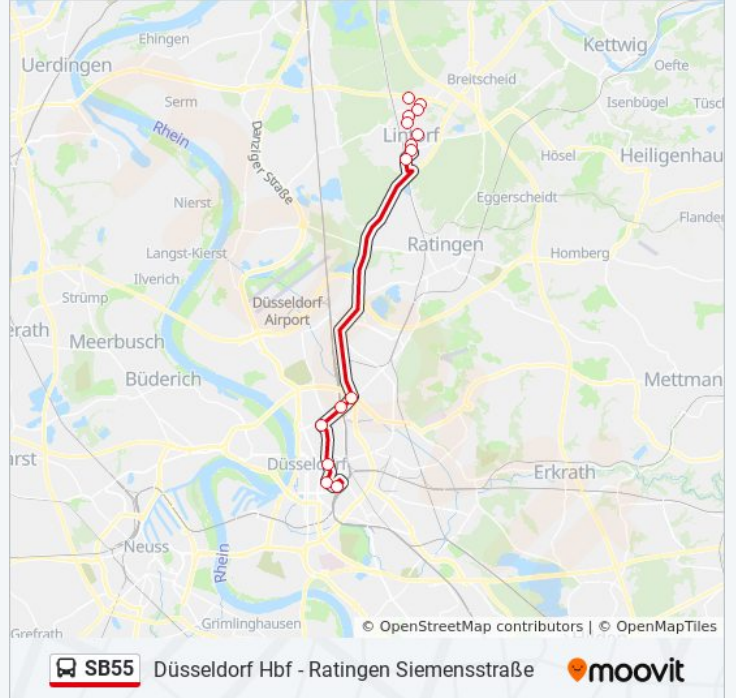 Ehingen
Kettwig
Uerdingen
Oefte
Breitscheid
Serm
Isenbügel
Rhein
Danziger Straße
Hösel
Heiligenhau
Eggerscheidt
Nierst
Flande
Ratingen
Langst-Kierst
Homberg
Ilverich
Strümp
Düsseldorf
Airport
erath
Meerbusch
Büderich
Mettman
arst
Düsseldorf
Erkrath
Neuss
Rhein
Grimlinghausen
Grefrath
© OpenStreetMap contributors | © OpenMapTiles
SB55 Düsseldorf Hbf - Ratingen Siemensstraße moovit